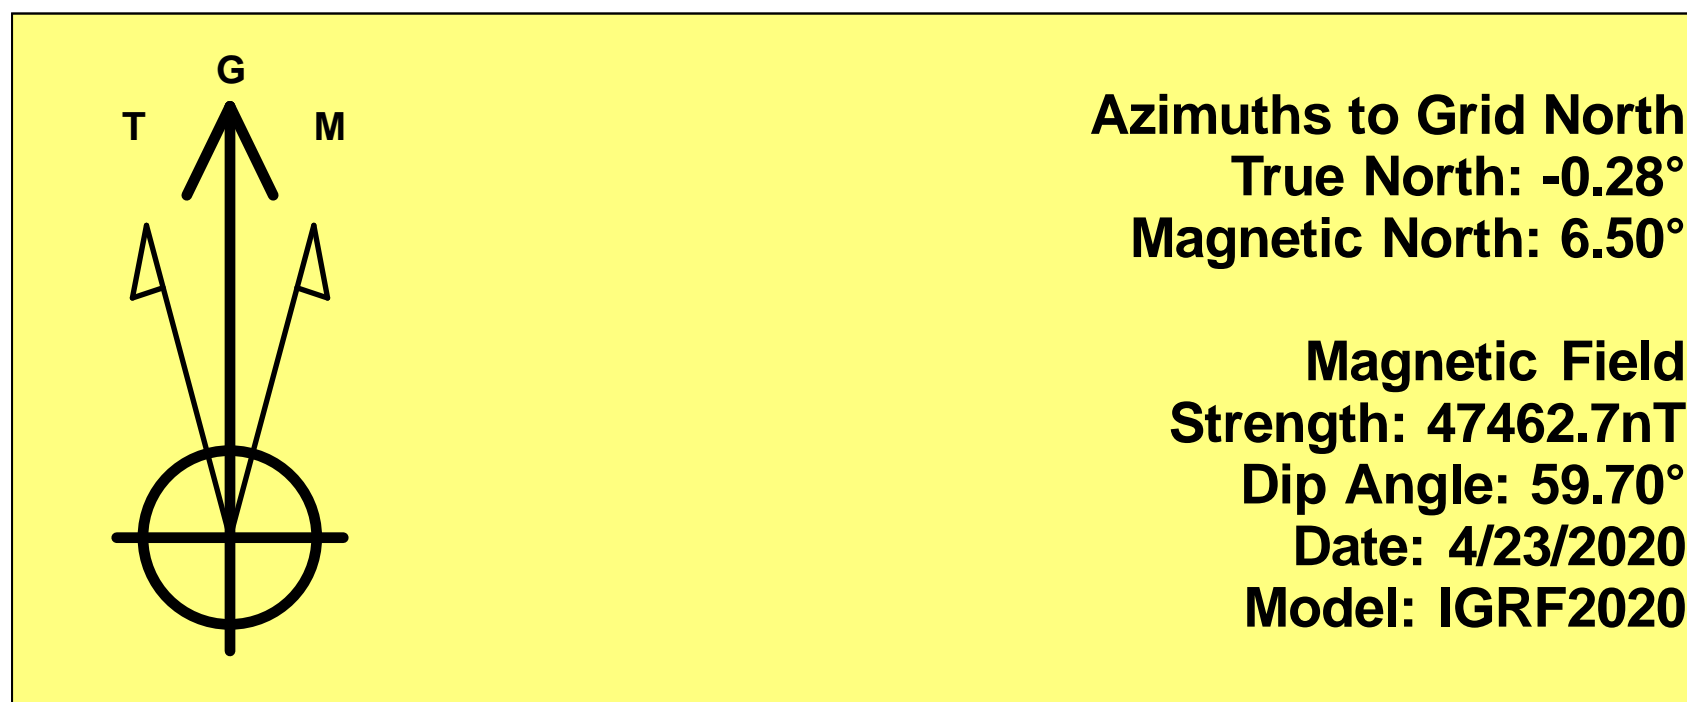 G
T
M
Azimuths to Grid North
True North: -0.28°
Magnetic North: 6.50°
Magnetic Field
Strength: 47462.7nT
Dip Angle: 59.70°
Date: 4/23/2020
Model: IGRF2020